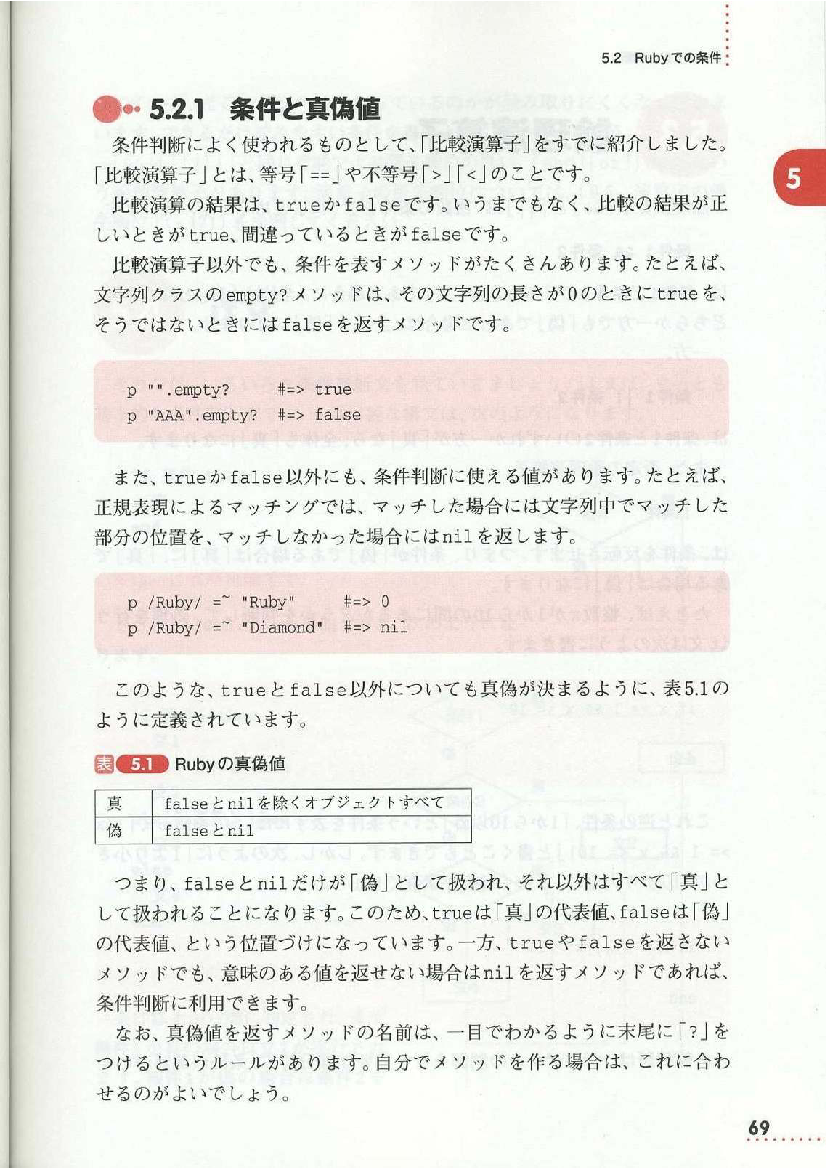 5.2 Rubyでの条件
5.2.1 条件と真偽値
条件判断によく使われるものとして、「比較演算子」をすでに紹介しました。
「比較演算子」とは、等号「==」や不等号「>」「<」のことです。
比較演算の結果は、trueかfalseです。いうまでもなく、比較の結果が正
しいときがtrue、間違っているときがfalseです。
比較演算子以外でも、条件を表すメソッドがたくさんあります。たとえば、
文字列クラスのempty?メソッドは、その文字列の長さが0のときにtrueを、
そうではないときにはfalseを返すメソッドです。
5
p "".empty? #=> true
p "AAA".empty? #=> false
また、trueかfalse以外にも、条件判断に使える値があります。たとえば、
正規表現によるマッチングでは、マッチした場合には文字列中でマッチした
部分の位置を、マッチしなかった場合にはnilを返します。
p /Ruby/ =~ "Ruby" #=> 0
p /Ruby/ =~ "Diamond" #=> nil
このような、trueとfalse以外についても真偽が決まるように、表5.1の
ように定義されています。
表 5.1 Rubyの真偽値
真 falseとnilを除くオブジェクトすべて
偽 falseとnil
つまり、falseとnilだけが「偽」として扱われ、それ以外はすべて「真」と
して扱われることになります。このため、trueは「真」の代表値、falseは「偽」
の代表値、という位置づけになっています。一方、trueやfalseを返さない
メソッドでも、意味のある値を返せない場合はnilを返すメソッドであれば、
条件判断に利用できます。
なお、真偽値を返すメソッドの名前は、一目でわかるように末尾に「?」を
つけるというルールがあります。自分でメソッドを作る場合は、これに合わ
せるのがよいでしょう。
69